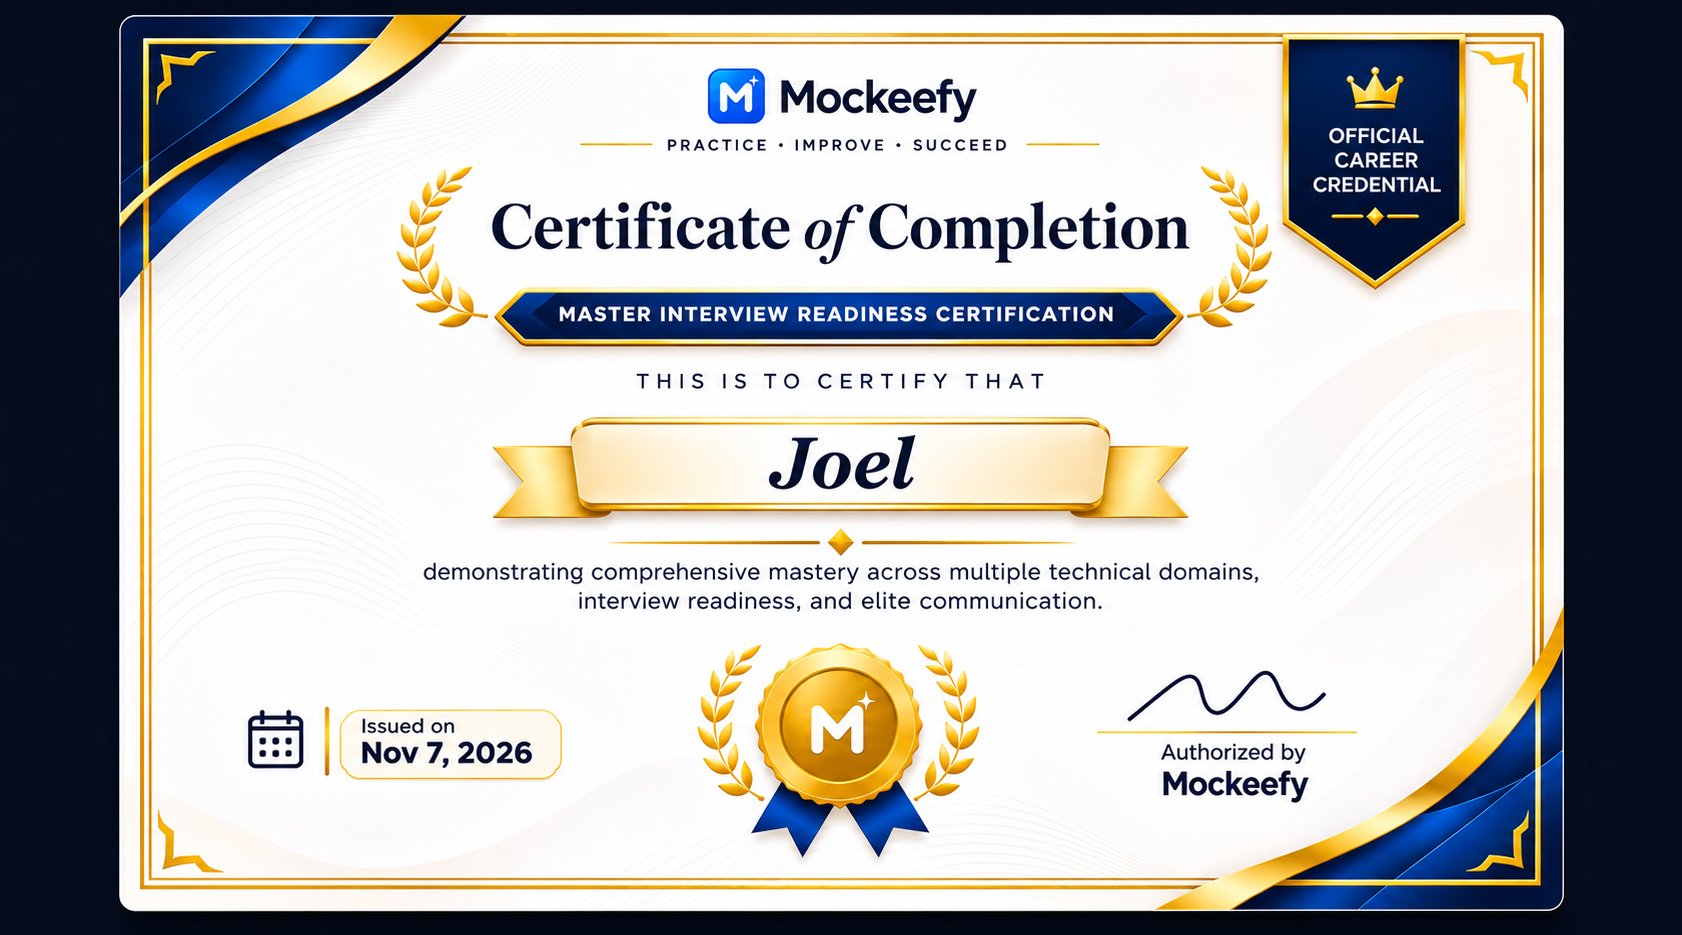 Mockeefy
PRACTICE • IMPROVE • SUCCEED
OFFICIAL
CAREER
CREDENTIAL
Certificate of Completion
MASTER INTERVIEW READINESS CERTIFICATION
THIS IS TO CERTIFY THAT
Joel
demonstrating comprehensive mastery across multiple technical domains,
interview readiness, and elite communication.
Issued on
Nov 7, 2026
M
Authorized by
Mockeefy